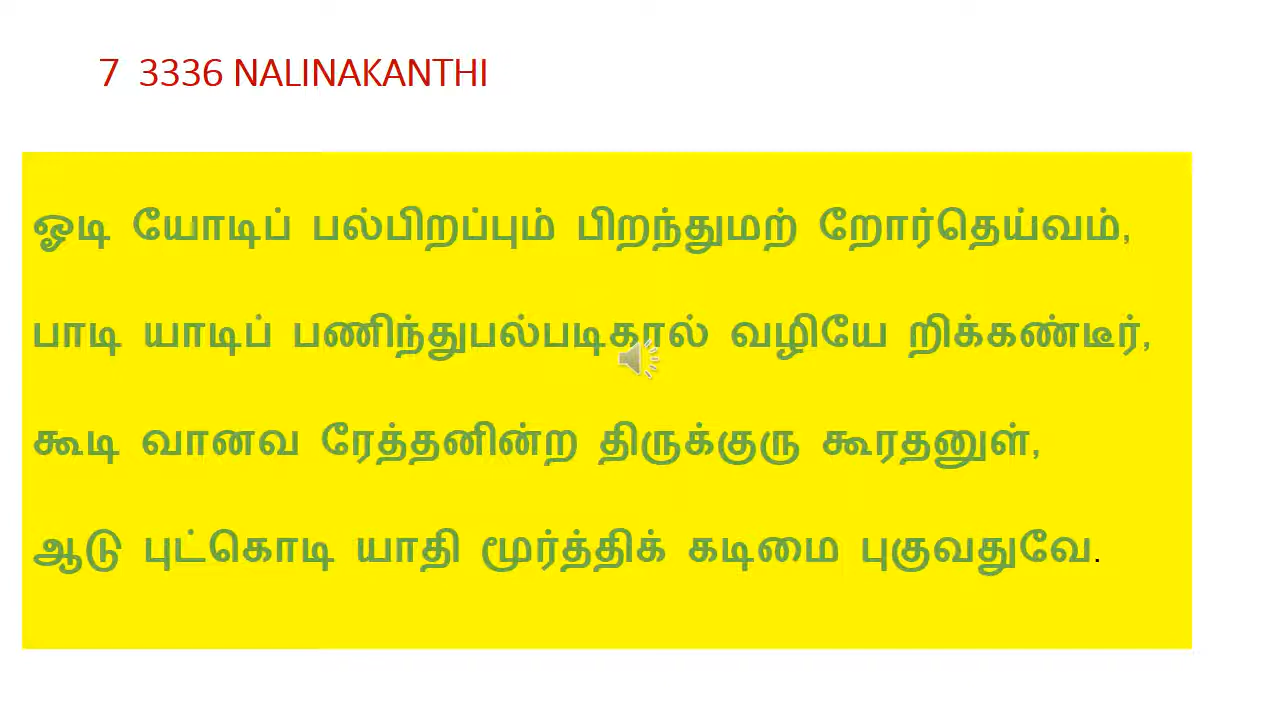 7 3336 NALINAKANTHI
ஓடி யோடிப் பல்பிறப்பும் பிறந்துமற் றோர்தெய்வம்,
பாடி யாடிப் பணிந்துபல்படிகால் வழியே றிக்கண்டீர்,
கூடி வானவ ரேத்தனின்ற திருக்குரு கூரதனுள்,
ஆடு புட்கொடி யாதி மூர்த்திக் கடிமை புகுவதுவே.